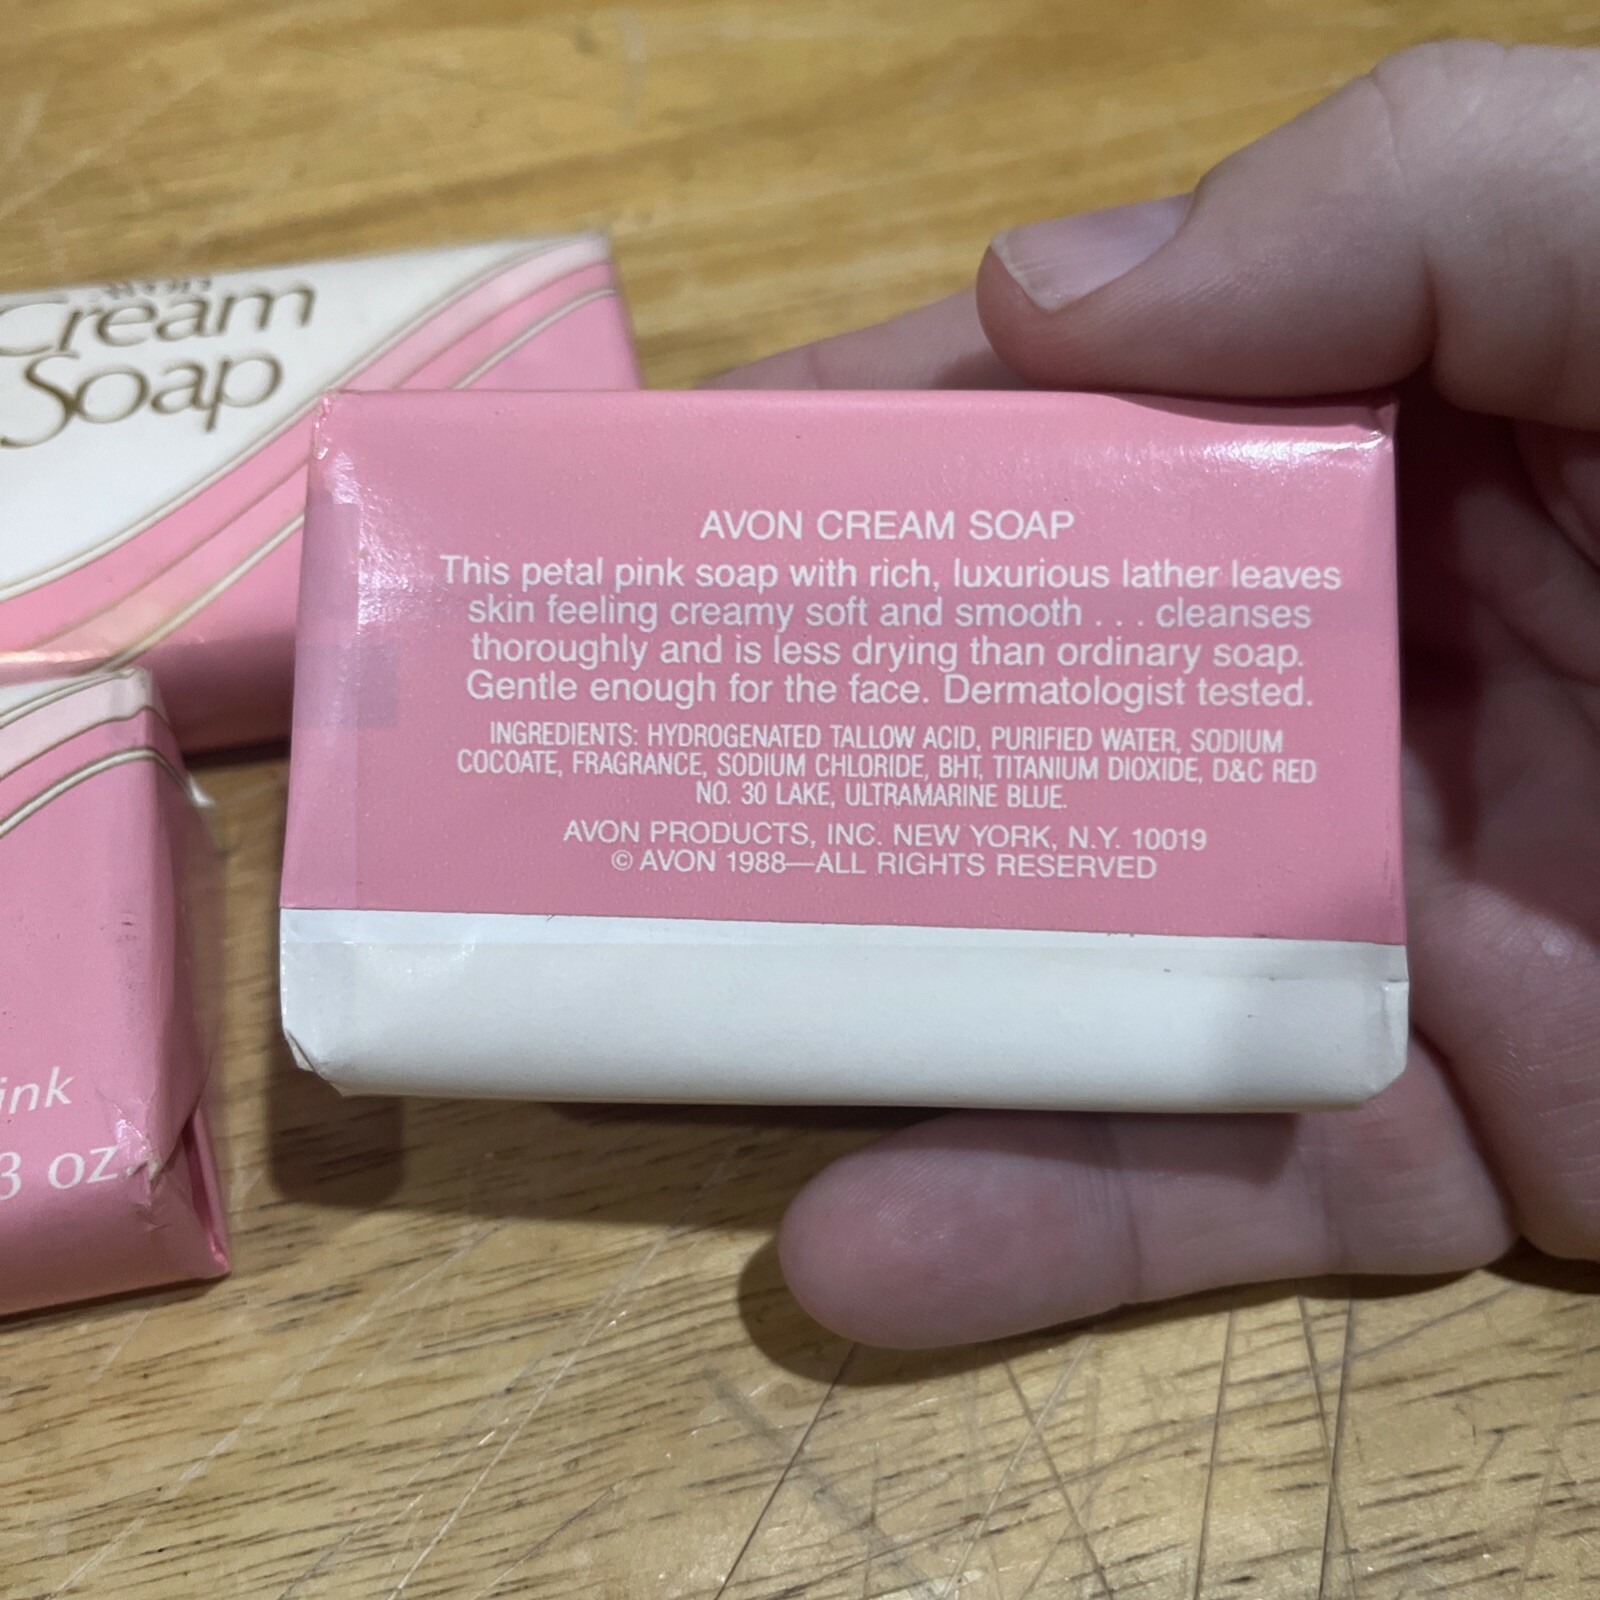 Avon
Cream
Soap
AVON CREAM SOAP
This petal pink soap with rich, luxurious lather leaves
skin feeling creamy soft and smooth . . . cleanses
thoroughly and is less drying than ordinary soap.
Gentle enough for the face. Dermatologist tested.
INGREDIENTS: HYDROGENATED TALLOW ACID, PURIFIED WATER, SODIUM
COCOATE, FRAGRANCE, SODIUM CHLORIDE, BHT, TITANIUM DIOXIDE, D&C RED
NO. 30 LAKE, ULTRAMARINE BLUE.
AVON PRODUCTS, INC. NEW YORK, N.Y. 10019
© AVON 1988—ALL RIGHTS RESERVED
ink
3 oz.